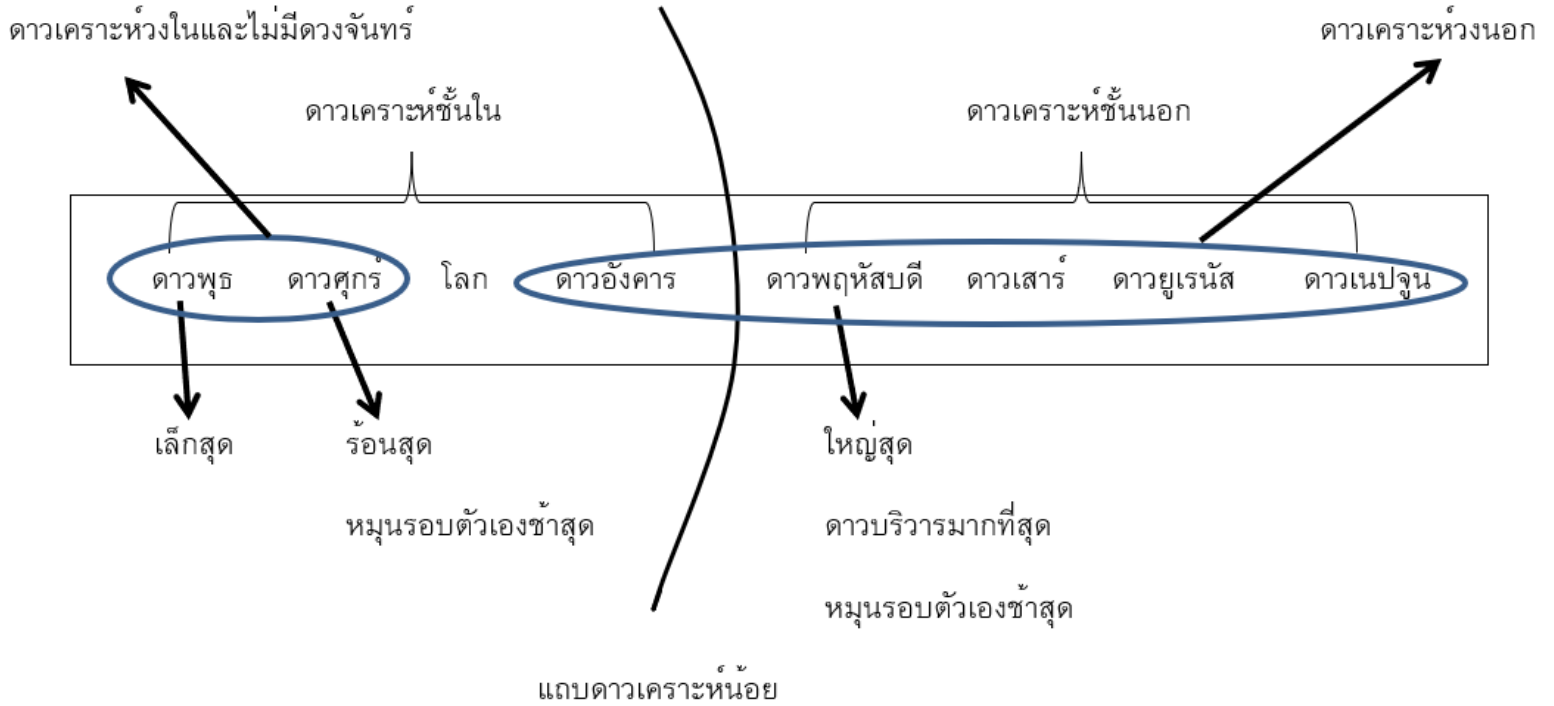 ดาวเคราะห์วงในและไม่มีดวงจันทร์ ดาวเคราะห์วงนอก
ดาวเคราะห์ชั้นใน ดาวเคราะห์ชั้นนอก
ดาวพุธ ดาวศุกร์ โลก ดาวอังคาร ดาวพฤหัสบดี ดาวเสาร์ ดาวยูเรนัส ดาวเนปจูน
เล็กสุด ร้อนสุด ใหญ่สุด
หมุนรอบตัวเองช้าสุด ดาวบริวารมากที่สุด
หมุนรอบตัวเองช้าสุด
แถบดาวเคราะห์น้อย